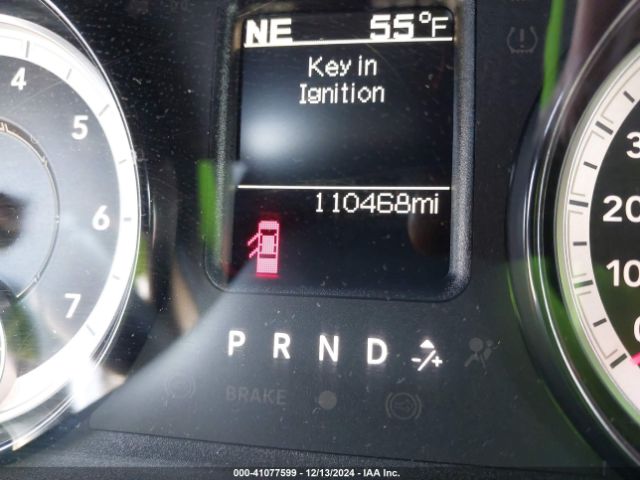 NE 55°F
Key in
Ignition
110468mi
4
5
6
7
20
10
P R N D -/+
BRAKE
000-41077599 - 12/13/2024 - IAA Inc.